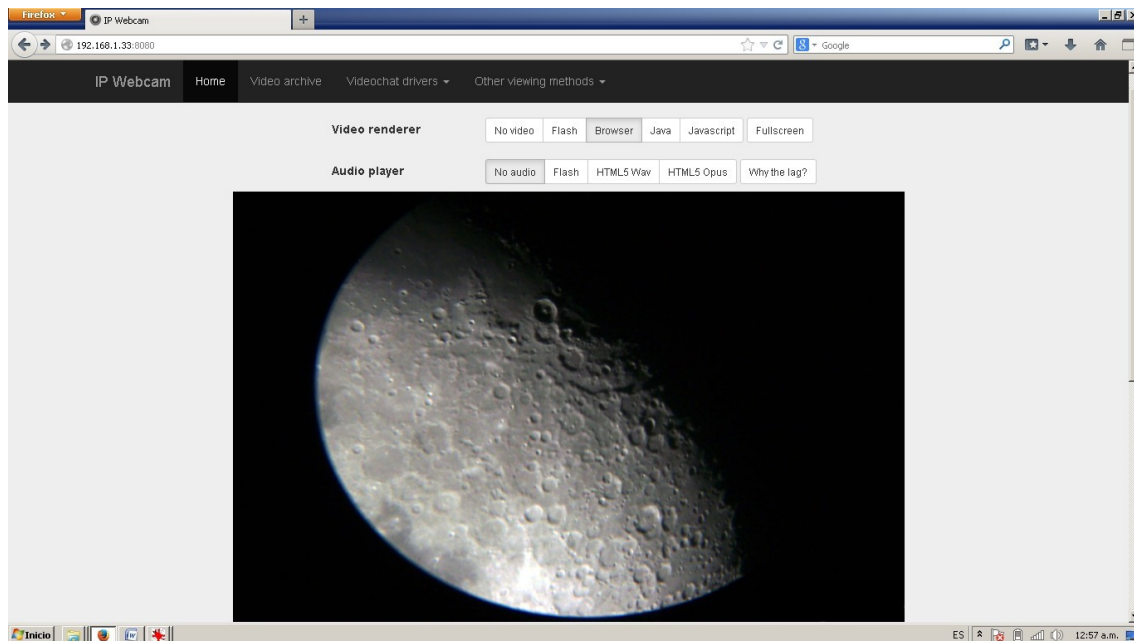 Firefox
IP Webcam
192.168.1.33:8080
Google
IP Webcam Home Video archive Videochat drivers Other viewing methods
Video renderer No video Flash Browser Java Javascript Fullscreen
Audio player No audio Flash HTML5 Wav HTML5 Opus Why the lag?
Inicio ES 12:57 a.m.